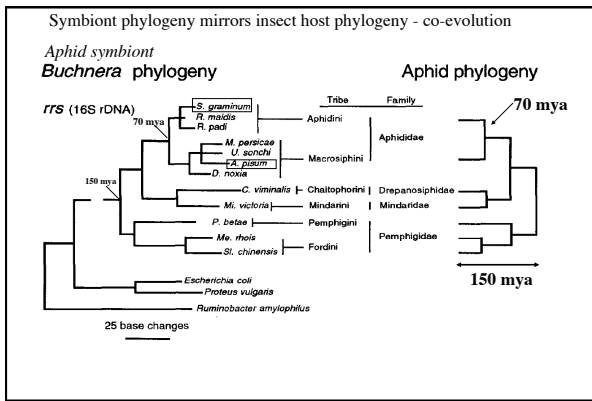 Symbiont phylogeny mirrors insect host phylogeny - co-evolution
Aphid symbiont
Buchnera phylogeny
Aphid phylogeny
rrs (16S rDNA)
70 mya
150 mya
Tribe Family
70 mya
S. graminum
R. maidis
R. padi
Aphidini
Aphididae
M. persicae
U. sonchi
A. pisum
D. noxia
Macrosiphini
C. viminalis Chaitophorini Drepanosiphidae
Mi. victoria Mindarini Mindaridae
P. betae Pemphigini
Pemphigidae
Me. rhois
Sl. chinensis
Fordini
150 mya
Escherichia coli
Proteus vulgaris
Ruminobacter amylophilus
25 base changes